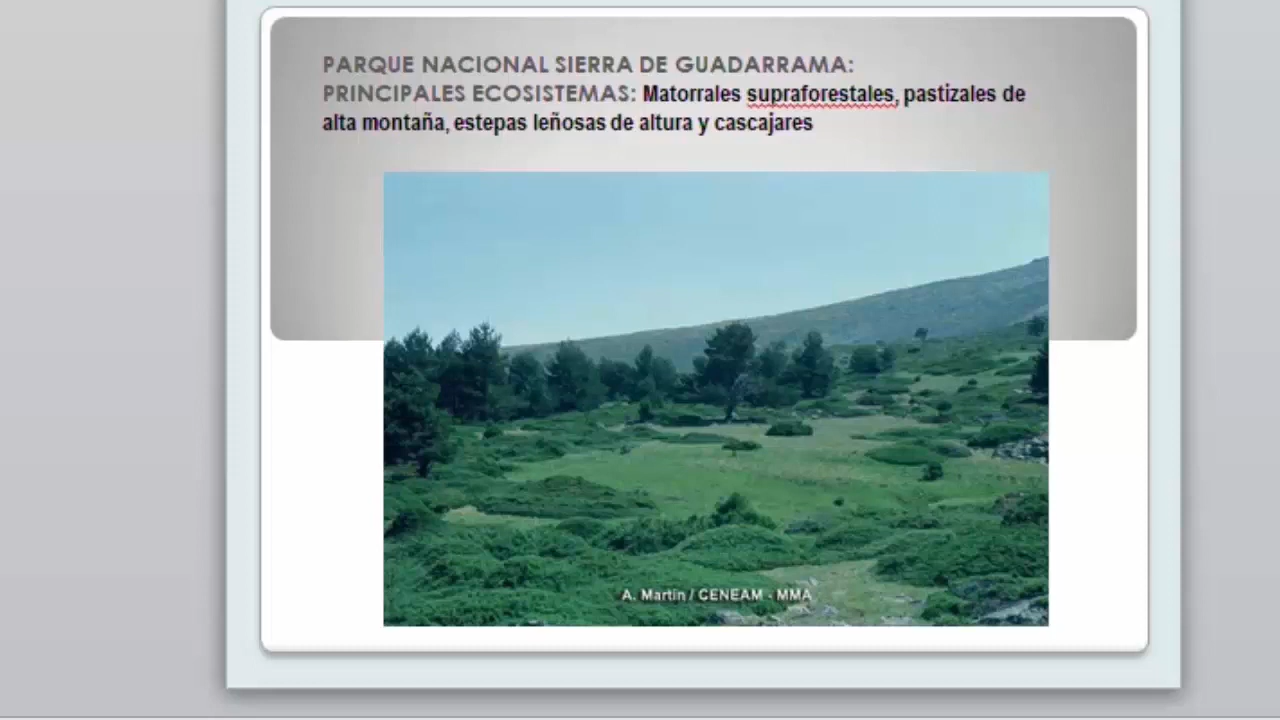 PARQUE NACIONAL SIERRA DE GUADARRAMA:
PRINCIPALES ECOSISTEMAS: Matorrales supraforestales, pastizales de
alta montaña, estepas leñosas de altura y cascajares
A. Martín / CENEAM - MMA